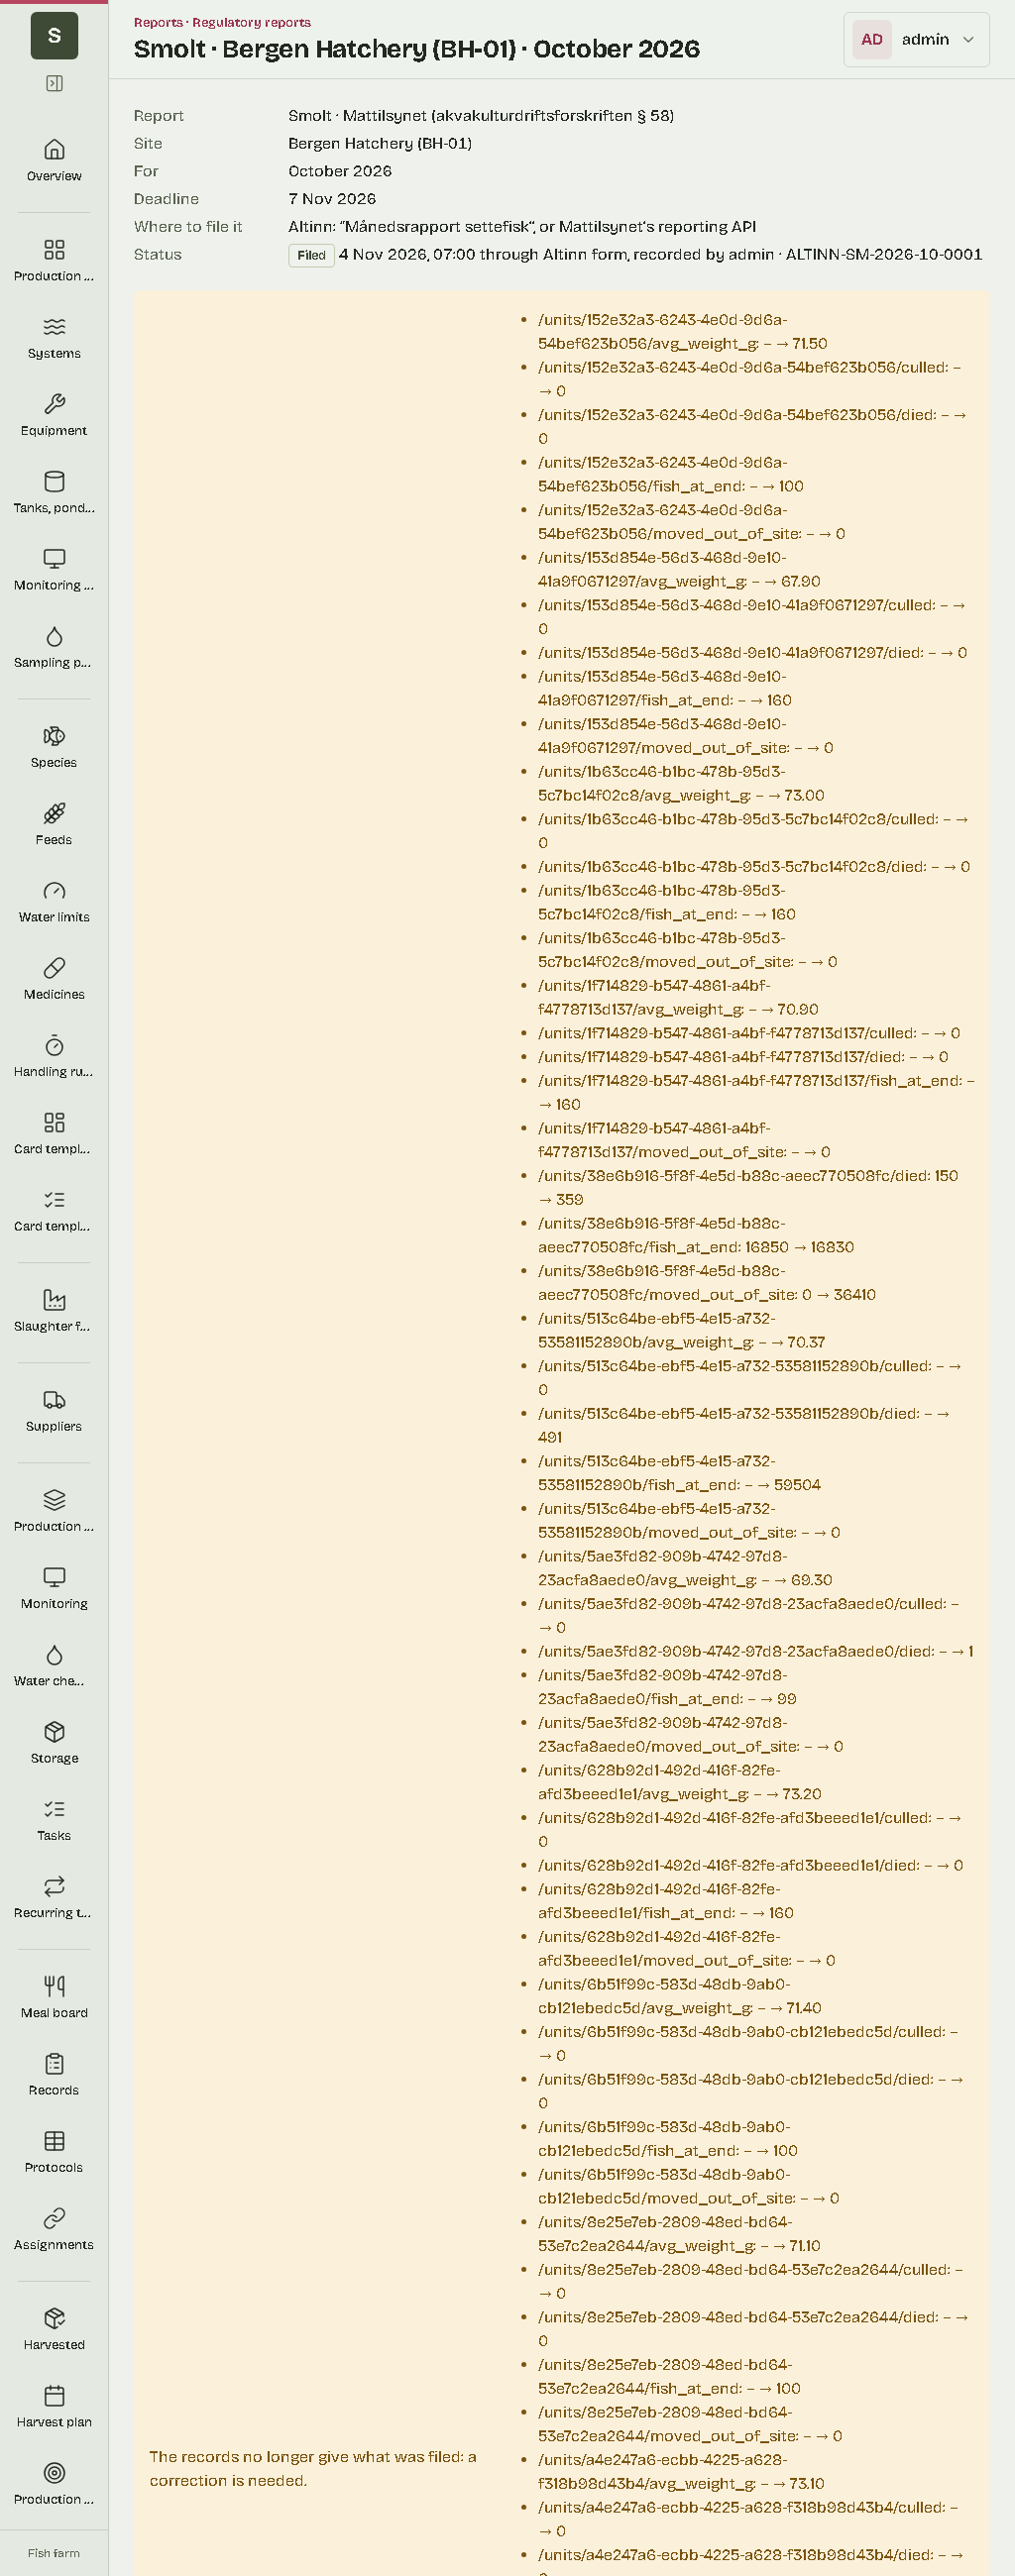 S
Reports · Regulatory reports
Smolt · Bergen Hatchery (BH-01) · October 2026
AD admin
Overview
Production ...
Systems
Equipment
Tanks, pond...
Monitoring ...
Sampling p...
Species
Feeds
Water limits
Medicines
Handling ru...
Card templ...
Card templ...
Slaughter f...
Suppliers
Production ...
Monitoring
Water che...
Storage
Tasks
Recurring t...
Meal board
Records
Protocols
Assignments
Harvested
Harvest plan
Production ...
Fish farm
Report Smolt · Mattilsynet (akvakulturdriftsforskriften § 58)
Site Bergen Hatchery (BH-01)
For October 2026
Deadline 7 Nov 2026
Where to file it Altinn: “Månedsrapport settefisk”, or Mattilsynet's reporting API
Status Filed 4 Nov 2026, 07:00 through Altinn form, recorded by admin · ALTINN-SM-2026-10-0001
The records no longer give what was filed: a
correction is needed.
• /units/152e32a3-6243-4e0d-9d6a-
54bef623b056/avg_weight_g: – → 71.50
• /units/152e32a3-6243-4e0d-9d6a-54bef623b056/culled: –
→ 0
• /units/152e32a3-6243-4e0d-9d6a-54bef623b056/died: – →
0
• /units/152e32a3-6243-4e0d-9d6a-
54bef623b056/fish_at_end: – → 100
• /units/152e32a3-6243-4e0d-9d6a-
54bef623b056/moved_out_of_site: – → 0
• /units/153d854e-56d3-468d-9e10-
41a9f0671297/avg_weight_g: – → 67.90
• /units/153d854e-56d3-468d-9e10-41a9f0671297/culled: – →
0
• /units/153d854e-56d3-468d-9e10-41a9f0671297/died: – → 0
• /units/153d854e-56d3-468d-9e10-
41a9f0671297/fish_at_end: – → 160
• /units/153d854e-56d3-468d-9e10-
41a9f0671297/moved_out_of_site: – → 0
• /units/1b63cc46-b1bc-478b-95d3-
5c7bc14f02c8/avg_weight_g: – → 73.00
• /units/1b63cc46-b1bc-478b-95d3-5c7bc14f02c8/culled: – →
0
• /units/1b63cc46-b1bc-478b-95d3-5c7bc14f02c8/died: – → 0
• /units/1b63cc46-b1bc-478b-95d3-
5c7bc14f02c8/fish_at_end: – → 160
• /units/1b63cc46-b1bc-478b-95d3-
5c7bc14f02c8/moved_out_of_site: – → 0
• /units/1f714829-b547-4861-a4bf-
f4778713d137/avg_weight_g: – → 70.90
• /units/1f714829-b547-4861-a4bf-f4778713d137/culled: – → 0
• /units/1f714829-b547-4861-a4bf-f4778713d137/died: – → 0
• /units/1f714829-b547-4861-a4bf-f4778713d137/fish_at_end: –
→ 160
• /units/1f714829-b547-4861-a4bf-
f4778713d137/moved_out_of_site: – → 0
• /units/38e6b916-5f8f-4e5d-b88c-aeec770508fc/died: 150
→ 359
• /units/38e6b916-5f8f-4e5d-b88c-
aeec770508fc/fish_at_end: 16850 → 16830
• /units/38e6b916-5f8f-4e5d-b88c-
aeec770508fc/moved_out_of_site: 0 → 36410
• /units/513c64be-ebf5-4e15-a732-
53581152890b/avg_weight_g: – → 70.37
• /units/513c64be-ebf5-4e15-a732-53581152890b/culled: – →
0
• /units/513c64be-ebf5-4e15-a732-53581152890b/died: – →
491
• /units/513c64be-ebf5-4e15-a732-
53581152890b/fish_at_end: – → 59504
• /units/513c64be-ebf5-4e15-a732-
53581152890b/moved_out_of_site: – → 0
• /units/5ae3fd82-909b-4742-97d8-
23acfa8aede0/avg_weight_g: – → 69.30
• /units/5ae3fd82-909b-4742-97d8-23acfa8aede0/culled: –
→ 0
• /units/5ae3fd82-909b-4742-97d8-23acfa8aede0/died: – → 1
• /units/5ae3fd82-909b-4742-97d8-
23acfa8aede0/fish_at_end: – → 99
• /units/5ae3fd82-909b-4742-97d8-
23acfa8aede0/moved_out_of_site: – → 0
• /units/628b92d1-492d-416f-82fe-
afd3beeed1e1/avg_weight_g: – → 73.20
• /units/628b92d1-492d-416f-82fe-afd3beeed1e1/culled: – →
0
• /units/628b92d1-492d-416f-82fe-afd3beeed1e1/died: – → 0
• /units/628b92d1-492d-416f-82fe-
afd3beeed1e1/fish_at_end: – → 160
• /units/628b92d1-492d-416f-82fe-
afd3beeed1e1/moved_out_of_site: – → 0
• /units/6b51f99c-583d-48db-9ab0-
cb121ebedc5d/avg_weight_g: – → 71.40
• /units/6b51f99c-583d-48db-9ab0-cb121ebedc5d/culled: –
→ 0
• /units/6b51f99c-583d-48db-9ab0-cb121ebedc5d/died: – →
0
• /units/6b51f99c-583d-48db-9ab0-
cb121ebedc5d/fish_at_end: – → 100
• /units/6b51f99c-583d-48db-9ab0-
cb121ebedc5d/moved_out_of_site: – → 0
• /units/8e25e7eb-2809-48ed-bd64-
53e7c2ea2644/avg_weight_g: – → 71.10
• /units/8e25e7eb-2809-48ed-bd64-53e7c2ea2644/culled: –
→ 0
• /units/8e25e7eb-2809-48ed-bd64-53e7c2ea2644/died: – →
0
• /units/8e25e7eb-2809-48ed-bd64-
53e7c2ea2644/fish_at_end: – → 100
• /units/8e25e7eb-2809-48ed-bd64-
53e7c2ea2644/moved_out_of_site: – → 0
• /units/a4e247a6-ecbb-4225-a628-
f318b98d43b4/avg_weight_g: – → 73.10
• /units/a4e247a6-ecbb-4225-a628-f318b98d43b4/culled: –
→ 0
• /units/a4e247a6-ecbb-4225-a628-f318b98d43b4/died: – →